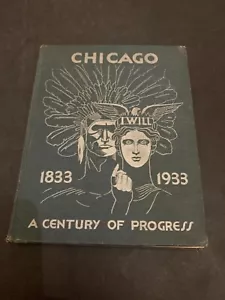 CHICAGO
I WILL
1833 1933
A CENTURY OF PROGRESS